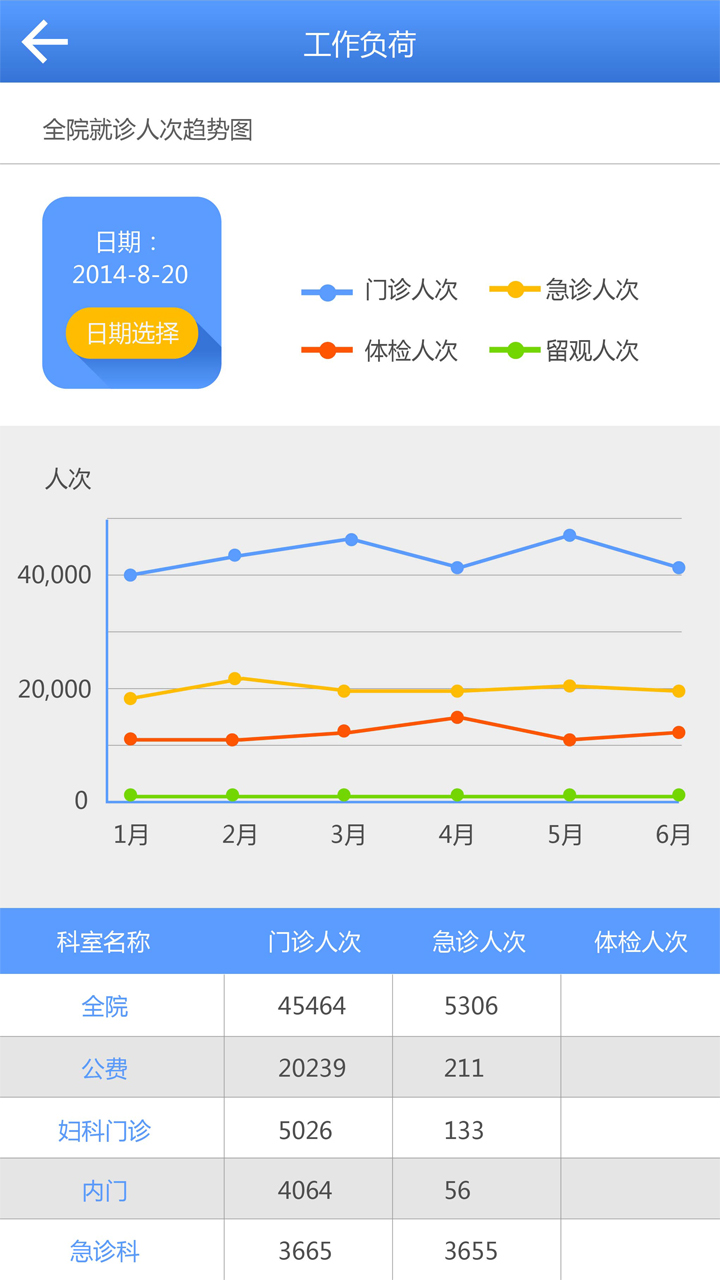 工作负荷
全院就诊人次趋势图
日期：
2014-8-20
日期选择
门诊人次 急诊人次
体检人次 留观人次
人次
40,000
20,000
0
1月 2月 3月 4月 5月 6月
科室名称 门诊人次 急诊人次 体检人次
全院 45464 5306
公费 20239 211
妇科门诊 5026 133
内门 4064 56
急诊科 3665 3655